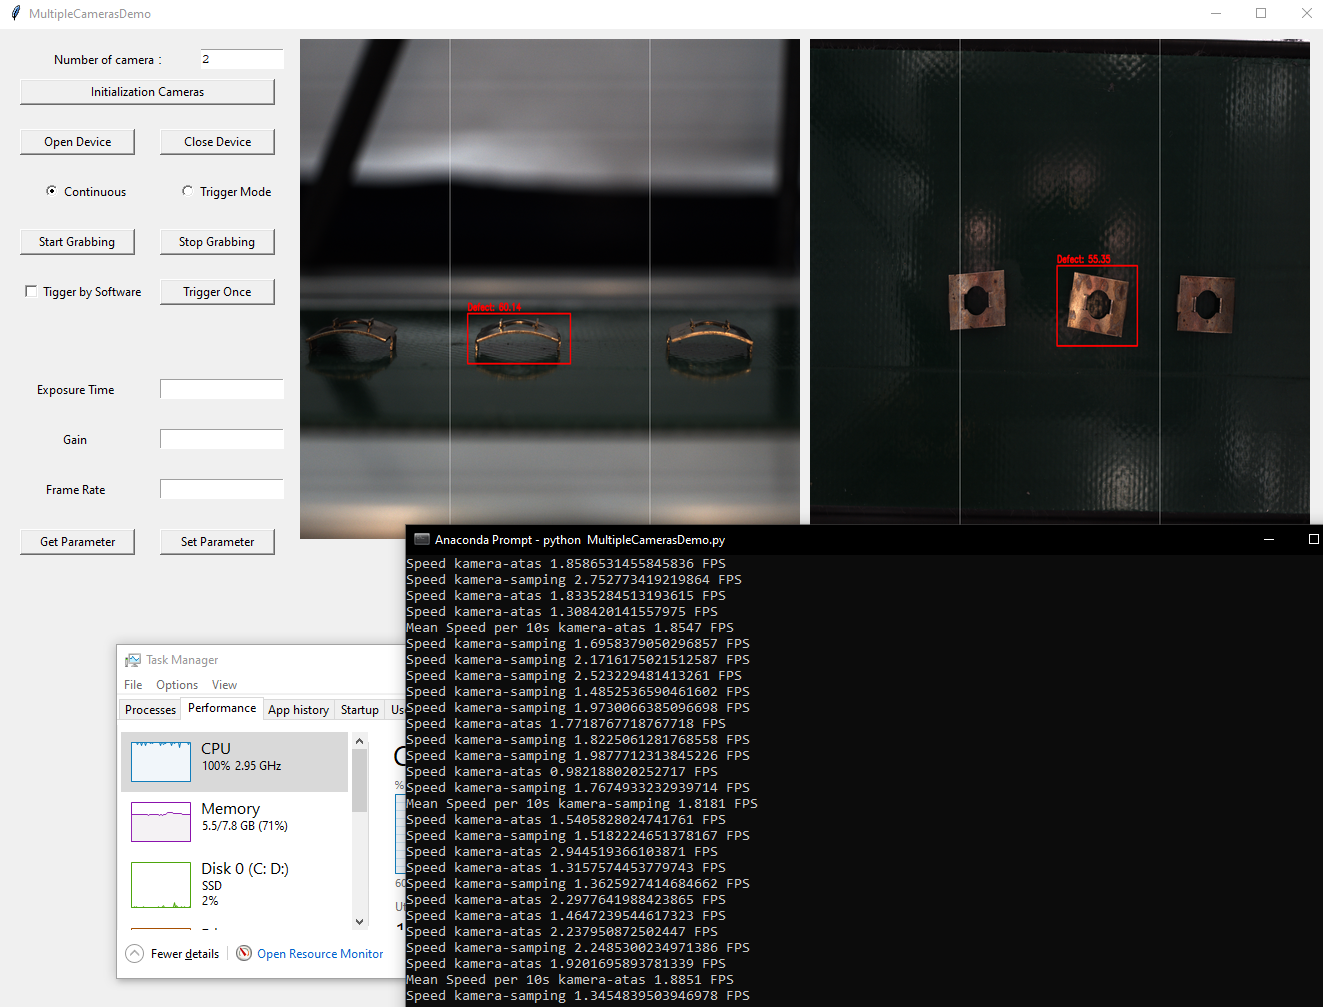 MultipleCamerasDemo
Number of camera :
2
Initialization Cameras
Open Device
Close Device
Continuous
Trigger Mode
Start Grabbing
Stop Grabbing
Tigger by Software
Trigger Once
Exposure Time
Gain
Frame Rate
Get Parameter
Set Parameter
Defect: 60.14
Defect: 55.35
Task Manager
File Options View
Processes Performance App history Startup Us
CPU
100% 2.95 GHz
Memory
5.5/7.8 GB (71%)
Disk 0 (C: D:)
SSD
2%
%
60
Fewer details
Open Resource Monitor
Anaconda Prompt - python MultipleCamerasDemo.py
Speed kamera-atas 1.8586531455845836 FPS
Speed kamera-samping 2.752773419219864 FPS
Speed kamera-atas 1.8335284513193615 FPS
Speed kamera-atas 1.308420141557975 FPS
Mean Speed per 10s kamera-atas 1.8547 FPS
Speed kamera-samping 1.6958379050296857 FPS
Speed kamera-samping 2.1716175021512587 FPS
Speed kamera-samping 2.523229481413261 FPS
Speed kamera-samping 1.4852536590461602 FPS
Speed kamera-samping 1.9730066385096698 FPS
Speed kamera-atas 1.7718767718767718 FPS
Speed kamera-samping 1.8225061281768558 FPS
Speed kamera-samping 1.9877712313845226 FPS
Speed kamera-atas 0.982188020252717 FPS
Speed kamera-samping 1.7674933232939714 FPS
Mean Speed per 10s kamera-samping 1.8181 FPS
Speed kamera-atas 1.5405828024741761 FPS
Speed kamera-samping 1.5182224651378167 FPS
Speed kamera-atas 2.944519366103871 FPS
Speed kamera-atas 1.3157574453779743 FPS
Speed kamera-samping 1.3625927414684662 FPS
Speed kamera-atas 2.2977641988423865 FPS
Speed kamera-atas 1.4647239544617323 FPS
Speed kamera-atas 2.237950872502447 FPS
Speed kamera-samping 2.2485300234971386 FPS
Speed kamera-atas 1.9201695893781339 FPS
Mean Speed per 10s kamera-atas 1.8851 FPS
Speed kamera-samping 1.3454839503946978 FPS